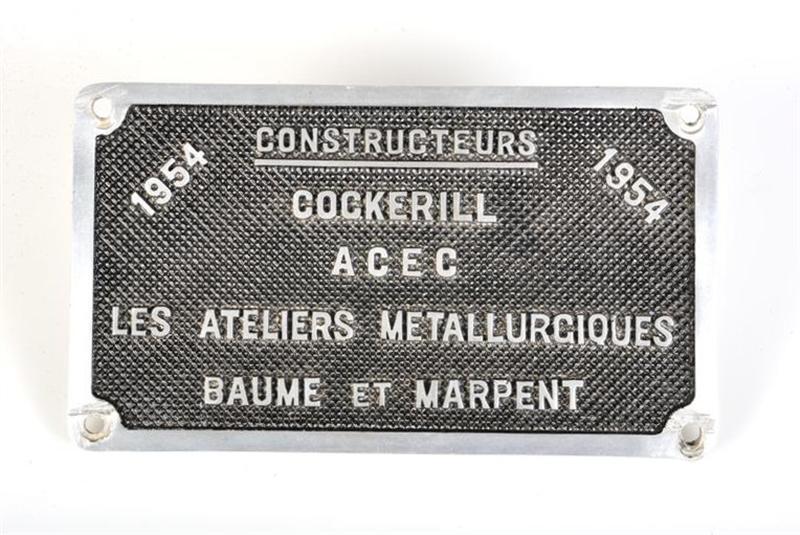 CONSTRUCTEURS
1954 1954
COCKERILL
ACEC
LES ATELIERS METALLURGIQUES
BAUME ET MARPENT